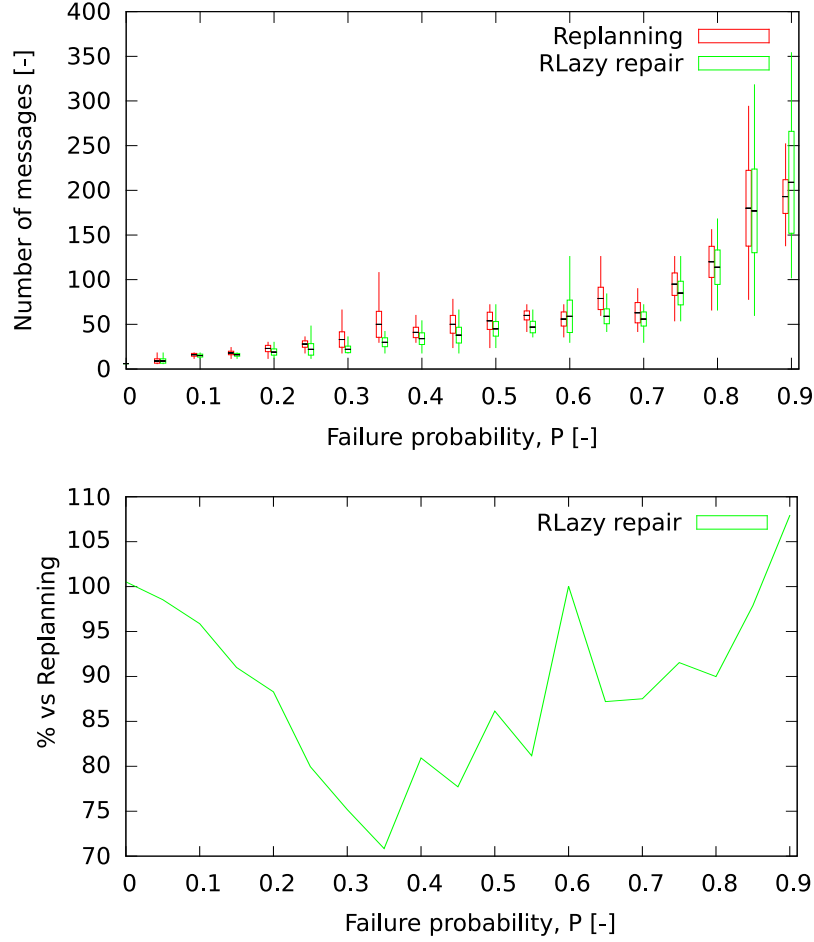 400
350
300
250
200
150
100
50
0
Number of messages [-]
Replanning
RLazy repair
0 0.1 0.2 0.3 0.4 0.5 0.6 0.7 0.8 0.9
Failure probability, P [-]
110
105
100
95
90
85
80
75
70
% vs Replanning
RLazy repair
0 0.1 0.2 0.3 0.4 0.5 0.6 0.7 0.8 0.9
Failure probability, P [-]